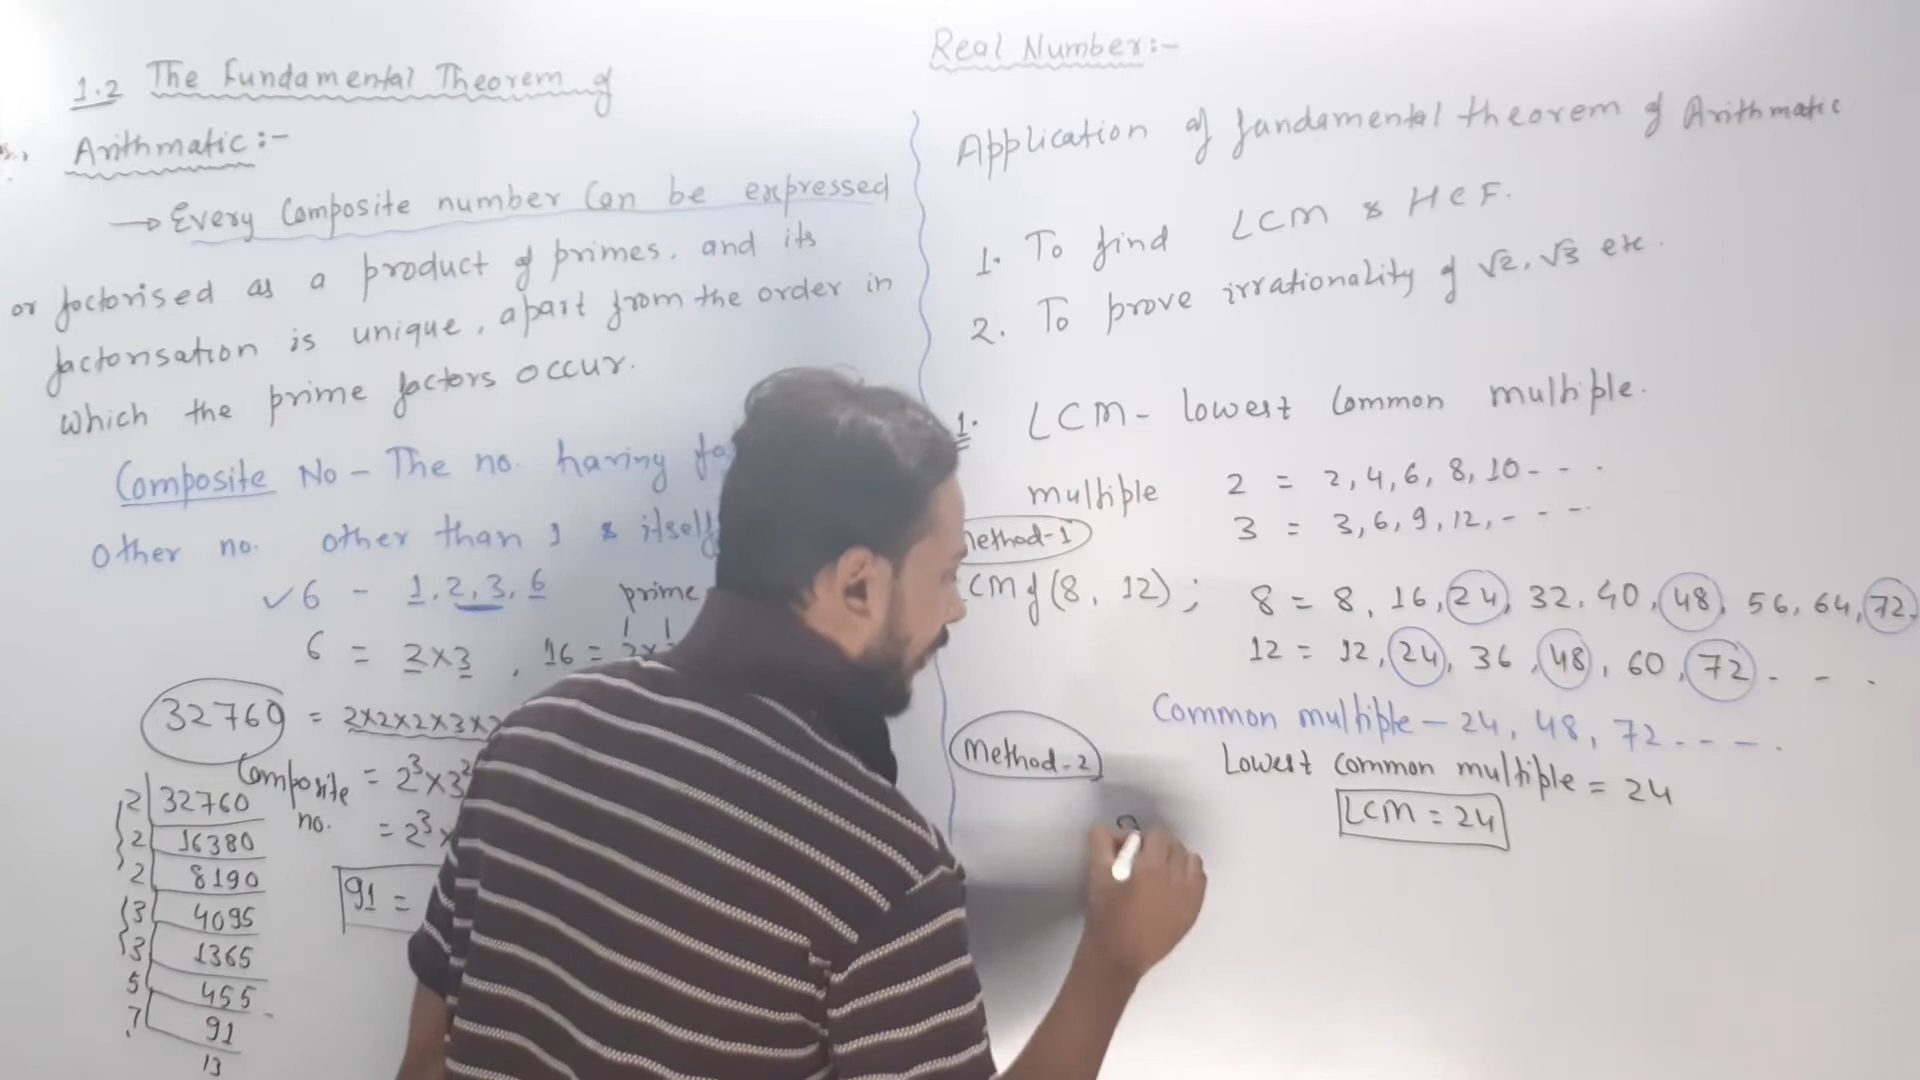 1.2 The Fundamental Theorem of
Arithmatic :-
→ Every Composite number Can be expressed
or factorised as a product of primes, and its
factorisation is unique, apart from the order in
which the prime factors occur.
Composite No - The no. having
other no. other than 1 & itself
✓6 - 1, 2, 3, 6 prime
6 = 2×3 , 16 =
32760 = 2×2×2×3×
Composite no. = 2³×3²
= 2³×
2 | 32760
2 | 16380
2 | 8190
3 | 4095
3 | 1365
5 | 455
7 | 91
13
91 =
Real Number :-
Application of fundamental theorem of Arithmatic
1. To find LCM & HCF.
2. To prove irrationality of √2, √3 etc.
1. LCM - lowest Common multiple.
multiple 2 = 2, 4, 6, 8, 10 - - -
3 = 3, 6, 9, 12, - - -
method-1
CM of (8, 12) ; 8 = 8, 16, 24, 32, 40, 48, 56, 64, 72.
12 = 12, 24, 36, 48, 60, 72 - - .
Common multiple - 24, 48, 72 - - - .
method-2
Lowest common multiple = 24
LCM = 24